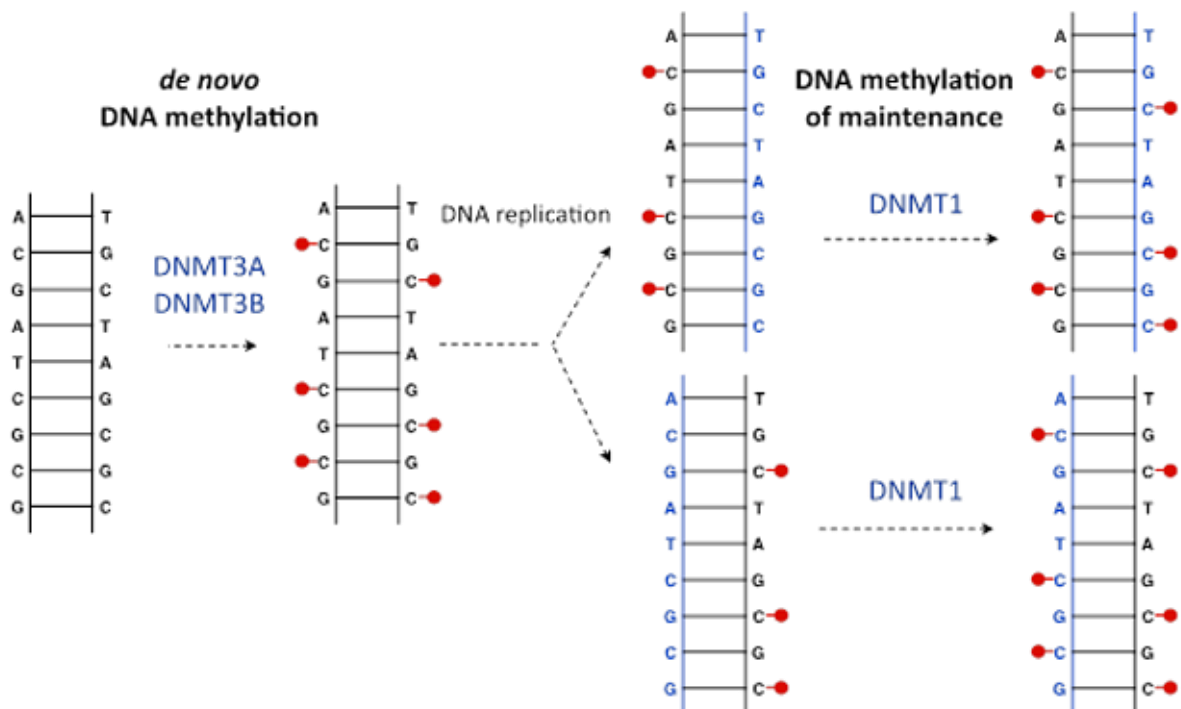 de novo
DNA methylation
A T
C G
G C
A T
T A
C G
G C
C G
G C
DNMT3A
DNMT3B
A T
C G
G C
A T
T A
C G
G C
C G
G C
DNA replication
A T
C G
G C
A T
T A
C G
G C
C G
G C
DNA methylation
of maintenance
DNMT1
A T
C G
G C
A T
T A
C G
G C
C G
G C
A T
C G
G C
A T
T A
C G
G C
C G
G C
DNMT1
A T
C G
G C
A T
T A
C G
G C
C G
G C